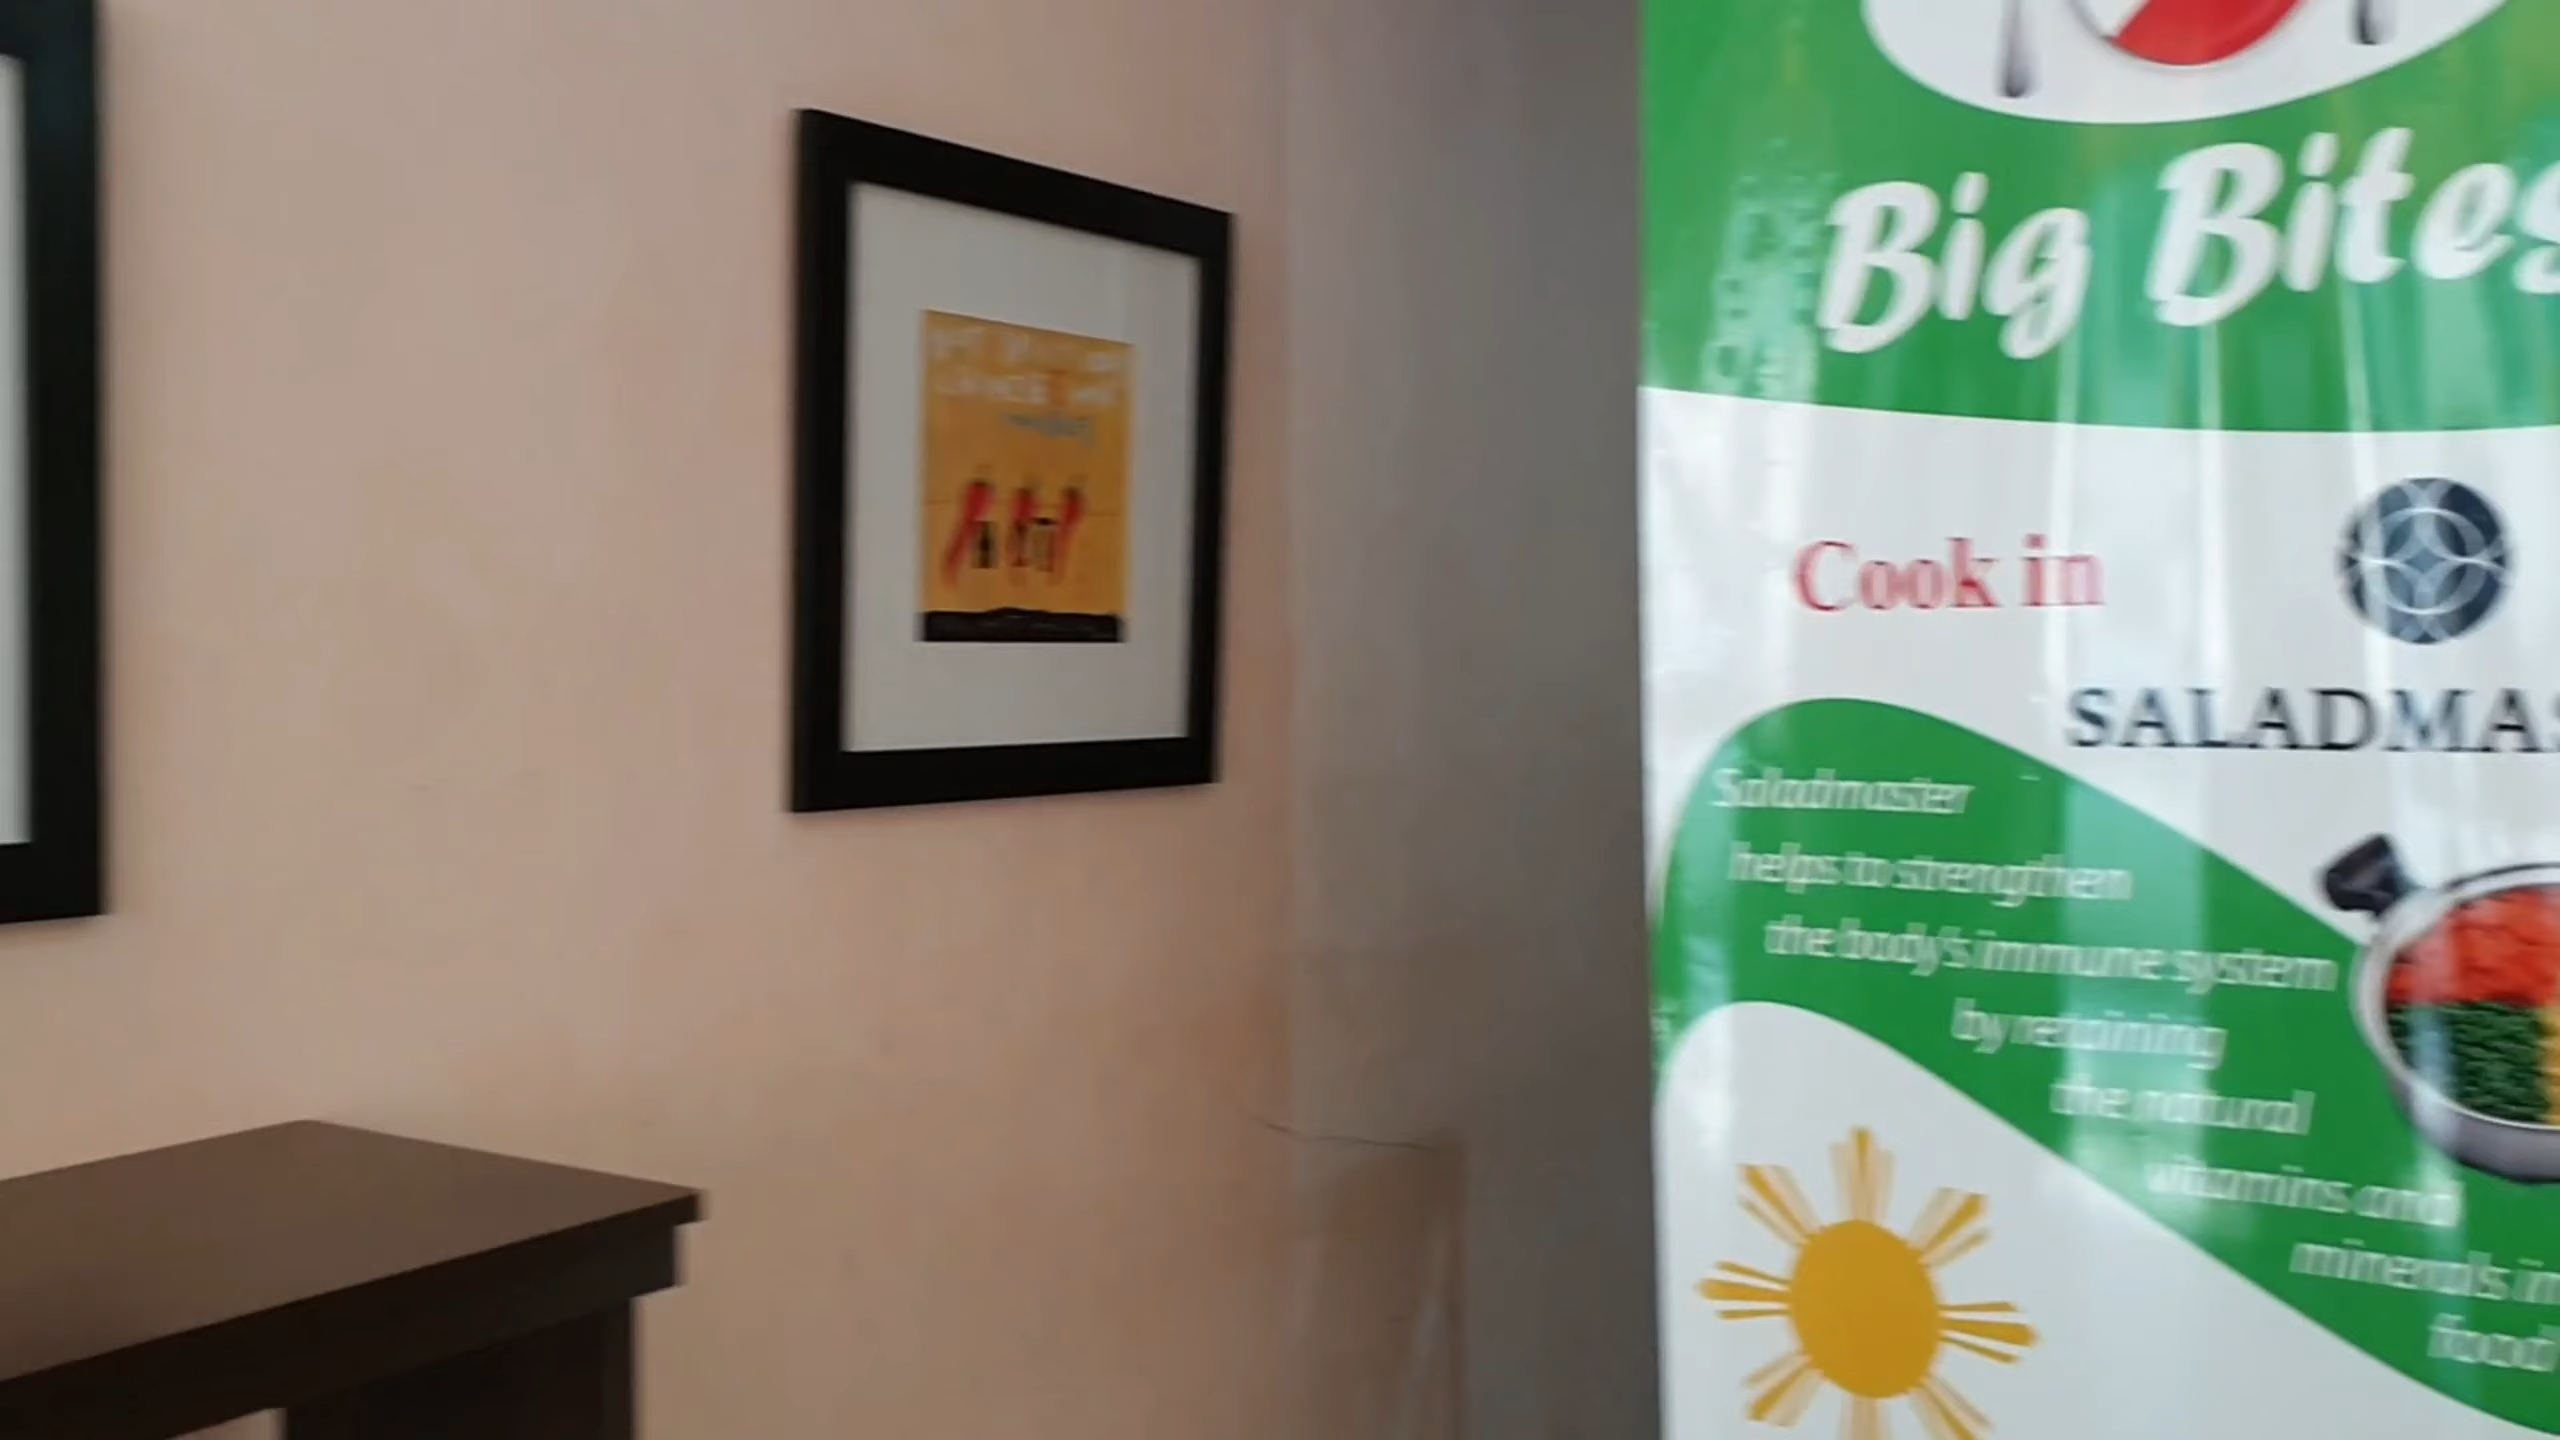 Big Bites
Cook in
SALADMAS
Saladmaster
helps to strengthen
the body's immune system
by retaining
the natural
vitamins and
minerals in
food